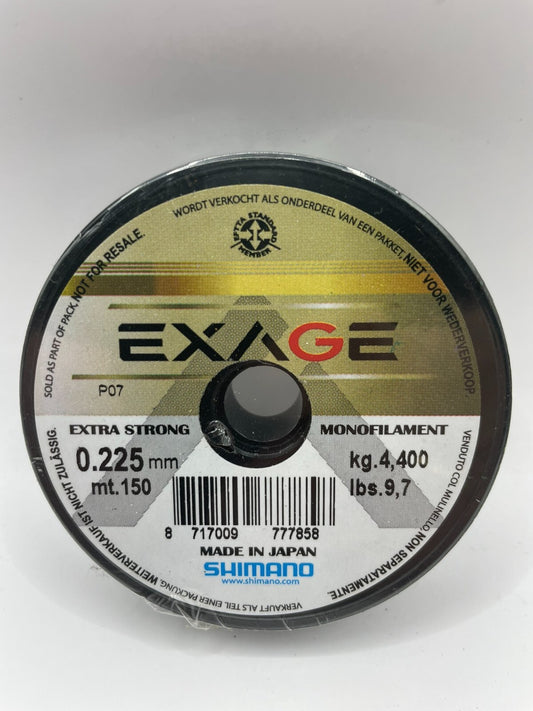 WORDT VERKOCHT ALS ONDERDEEL VAN EEN PAKKET, NIET VOOR WEDERVERKOOP
EFTTA STANDARD
MEMBER
SOLD AS PART OF PACK, NOT FOR RESALE.
EXAGE
P07
EXTRA STRONG
MONOFILAMENT
0.225 mm
kg.4,400
mt.150
lbs.9,7
8 717009 777858
MADE IN JAPAN
SHIMANO
www.shimano.com
VENDUTO COL MULINELLO, NON SEPARATAMENTE.
VERKAUFT ALS TEIL EINER PACKUNG. WEITERVERKAUF IST NICHT ZULÄSSIG.